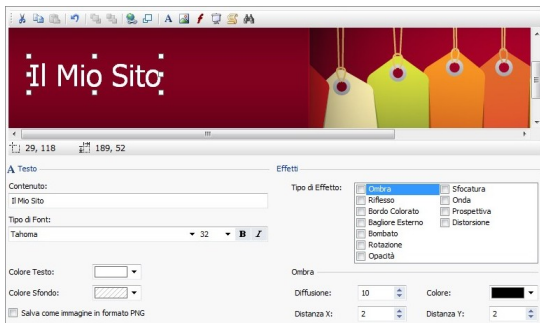 Il Mio Sito
29, 118 189, 52
A Testo Effetti
Contenuto:
Il Mio Sito
Tipo di Font:
Tahoma 32 B I
Tipo di Effetto:
Ombra Sfocatura
Riflesso Onda
Bordo Colorato Prospettiva
Bagliore Esterno Distorsione
Bombato
Rotazione
Opacità
Colore Testo: Ombra
Colore Sfondo: Diffusione: 10 Colore:
Salva come immagine in formato PNG Distanza X: 2 Distanza Y: 2